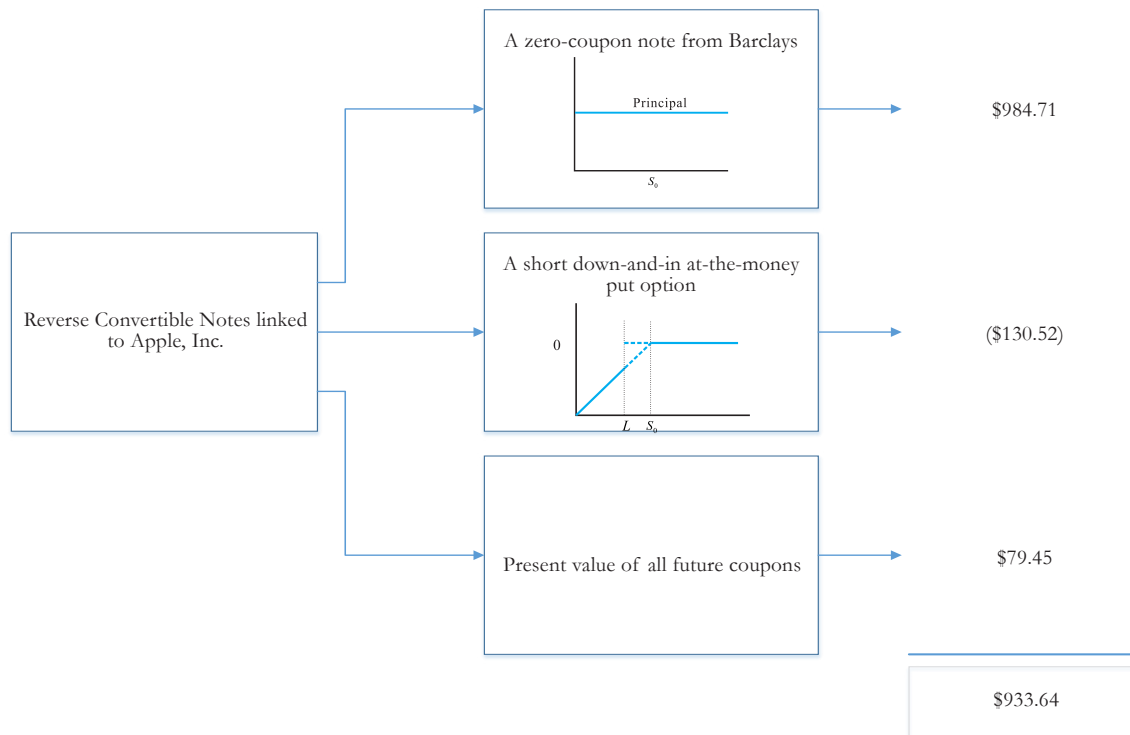 A zero-coupon note from Barclays
Principal
S₀
$984.71
Reverse Convertible Notes linked
to Apple, Inc.
A short down-and-in at-the-money
put option
0
L S₀
($130.52)
Present value of all future coupons
$79.45
$933.64